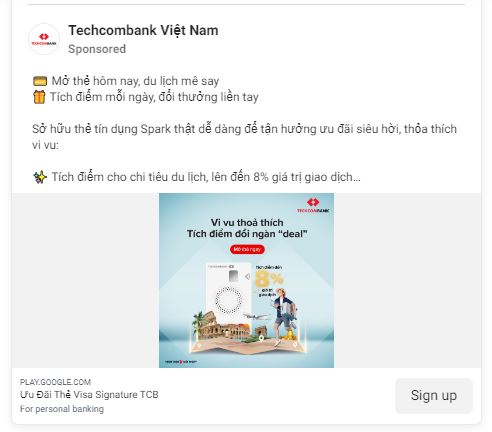 TECHCOMBANK
Techcombank Việt Nam
Sponsored
💳 Mở thẻ hôm nay, du lịch mê say
🎁 Tích điểm mỗi ngày, đổi thưởng liền tay
Sở hữu thẻ tín dụng Spark thật dễ dàng để tận hưởng ưu đãi siêu hời, thỏa thích
vi vu:
✨ Tích điểm cho chi tiêu du lịch, lên đến 8% giá trị giao dịch...
TECHCOMBANK
Vi vu thoả thích
Tích điểm đổi ngàn “deal”
Mở thẻ ngay
TECHCOMBANK
Tích điểm đến
8%
giá trị
giao dịch
PLAY.GOOGLE.COM
Ưu Đãi Thẻ Visa Signature TCB
For personal banking
Sign up